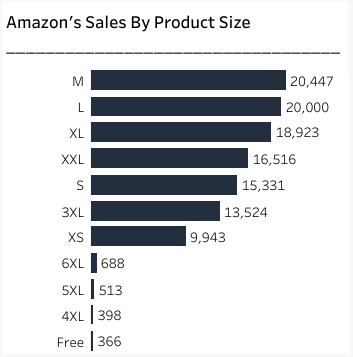 Amazon's Sales By Product Size
M 20,447
L 20,000
XL 18,923
XXL 16,516
S 15,331
3XL 13,524
XS 9,943
6XL 688
5XL 513
4XL 398
Free 366